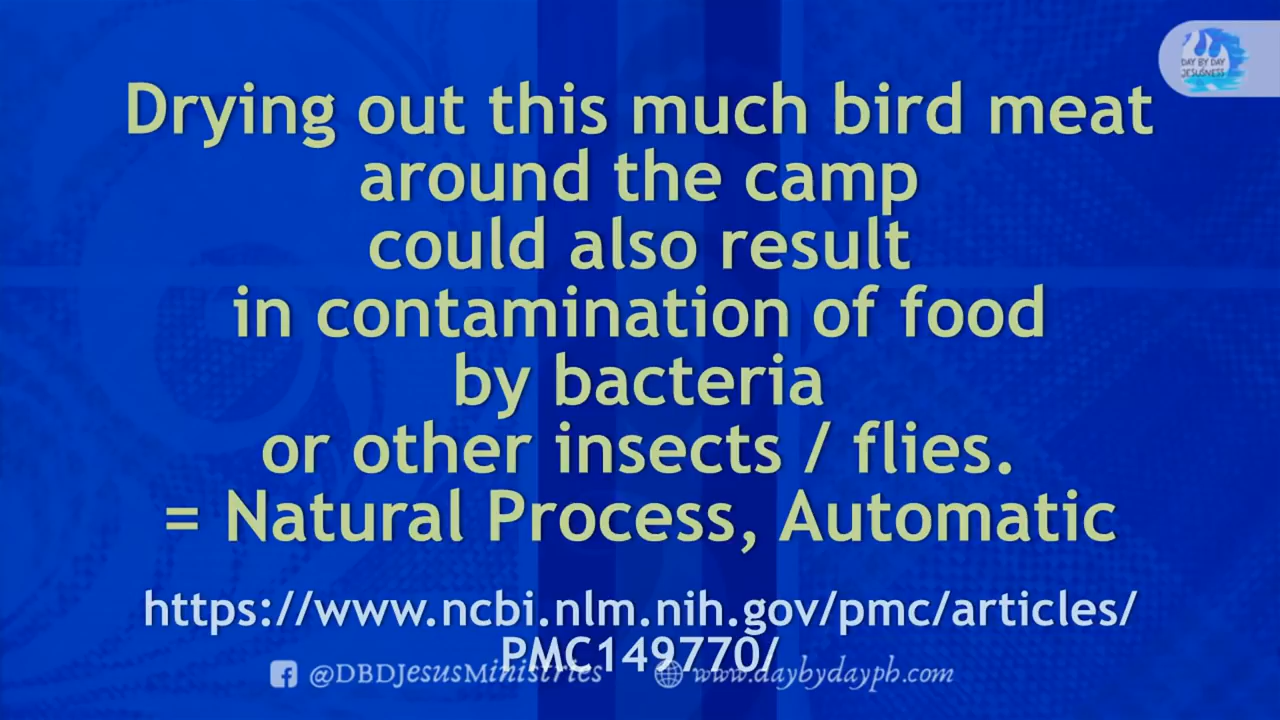 DAY BY DAY
JESUSNESS
Drying out this much bird meat
around the camp
could also result
in contamination of food
by bacteria
or other insects / flies.
= Natural Process, Automatic
https://www.ncbi.nlm.nih.gov/pmc/articles/
PMC149770/
@DBDJesusMinistries www.daybydayph.com